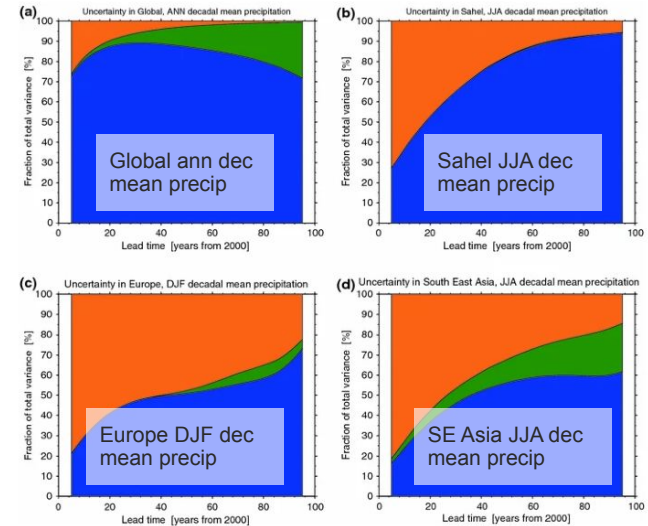 (a)
Uncertainty in Global, ANN decadal mean precipitation
100
90
80
70
60
50
40
30
20
10
0
Fraction of total variance [%]
Global ann dec
mean precip
0 20 40 60 80 100
Lead time [years from 2000]
(b)
Uncertainty in Sahel, JJA decadal mean precipitation
100
90
80
70
60
50
40
30
20
10
0
Fraction of total variance [%]
Sahel JJA dec
mean precip
0 20 40 60 80 100
Lead time [years from 2000]
(c)
Uncertainty in Europe, DJF decadal mean precipitation
100
90
80
70
60
50
40
30
20
10
0
Fraction of total variance [%]
Europe DJF dec
mean precip
0 20 40 60 80 100
Lead time [years from 2000]
(d)
Uncertainty in South East Asia, JJA decadal mean precipitation
100
90
80
70
60
50
40
30
20
10
0
Fraction of total variance [%]
SE Asia JJA dec
mean precip
0 20 40 60 80 100
Lead time [years from 2000]